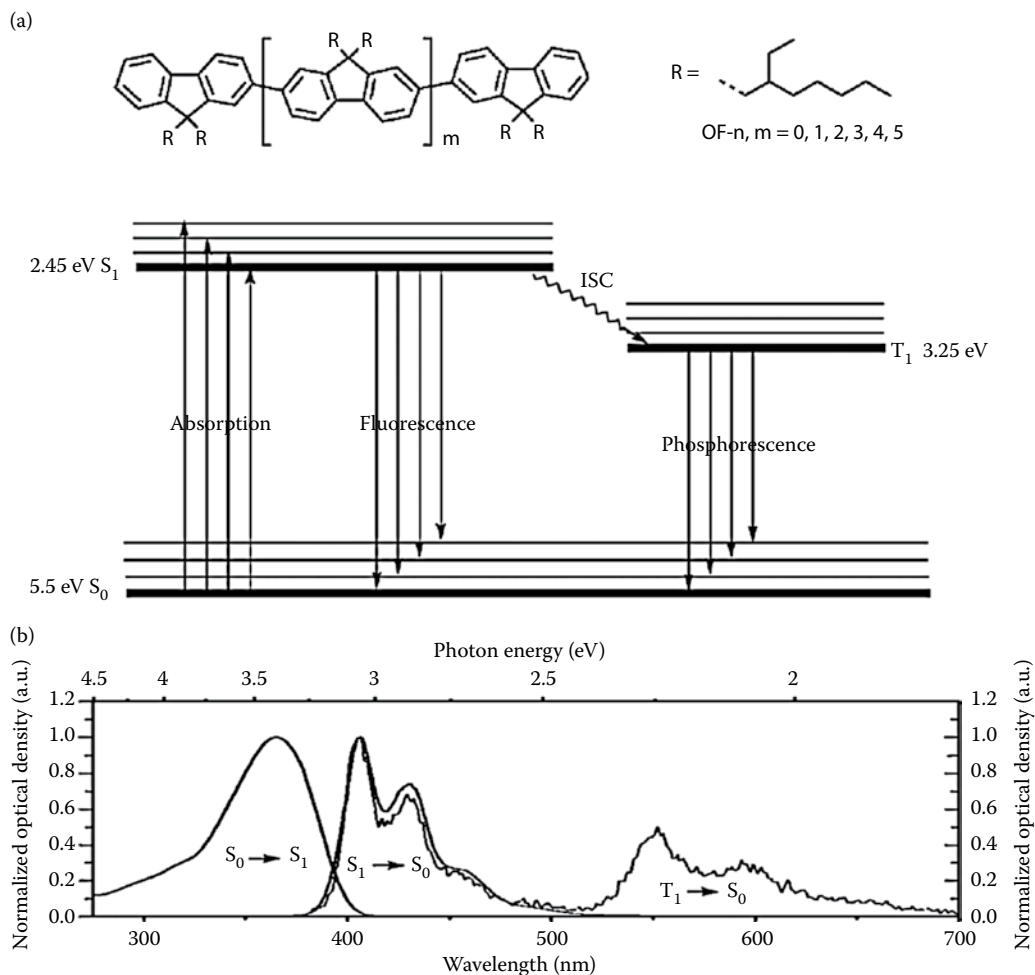 (a)
R R
R R
R R
m
R =
OF-n, m = 0, 1, 2, 3, 4, 5
2.45 eV S₁
ISC
T₁ 3.25 eV
Absorption
Fluorescence
Phosphorescence
5.5 eV S₀
(b)
Photon energy (eV)
4.5 4 3.5 3 2.5 2
Normalized optical density (a.u.)
1.2
1.0
0.8
0.6
0.4
0.2
0.0
S₀ → S₁
S₁ → S₀
T₁ → S₀
1.2
1.0
0.8
0.6
0.4
0.2
0.0
Normalized optical density (a.u.)
300 400 500 600 700
Wavelength (nm)